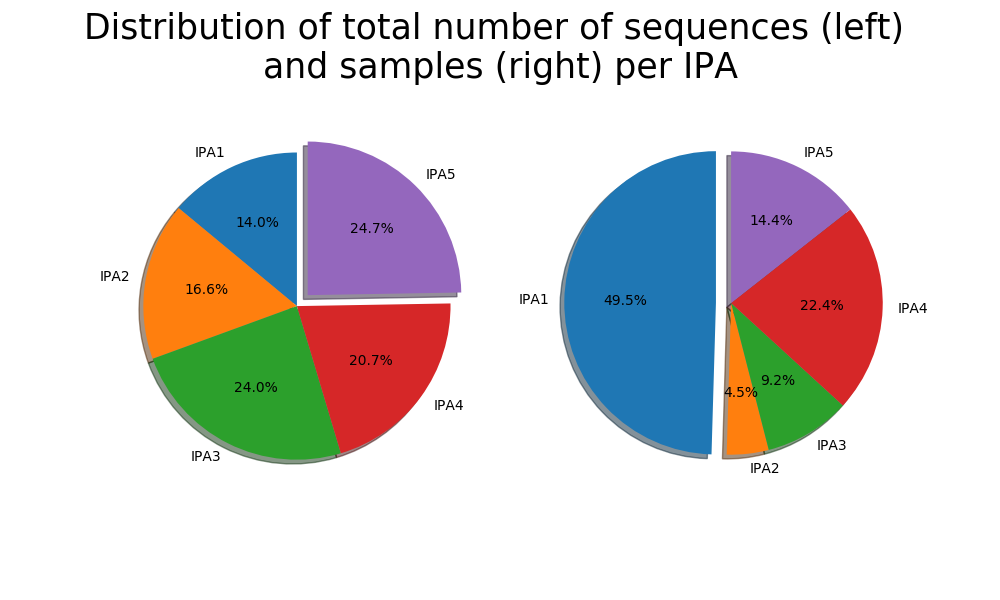 Distribution of total number of sequences (left)
and samples (right) per IPA
IPA1
14.0%
IPA2
16.6%
IPA3
24.0%
IPA4
20.7%
IPA5
24.7%
IPA1
49.5%
IPA2
4.5%
IPA3
9.2%
IPA4
22.4%
IPA5
14.4%